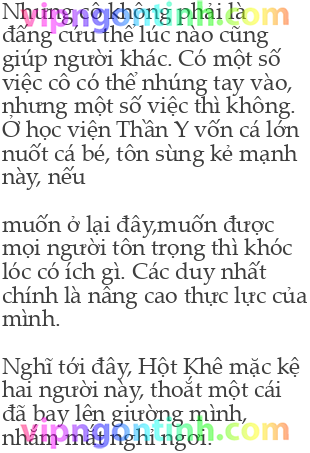 Nhưng cô không phải là
vipngontinh.com
đấng cứu thế lúc nào cũng
giúp người khác. Có một số
việc cô có thể nhúng tay vào,
nhưng một số việc thì không.
Ở học viện Thần Y vốn cá lớn
nuốt cá bé, tôn sùng kẻ mạnh
này, nếu
muốn ở lại đây,muốn được
mọi người tôn trọng thì khóc
lóc có ích gì. Các duy nhất
chính là nâng cao thực lực của
mình.
Nghĩ tới đây, Hột Khê mặc kệ
hai người này, thoắt một cái
đã bay lên giường mình,
nhắm mắt nghỉ ngơi.
vipngontinh.com